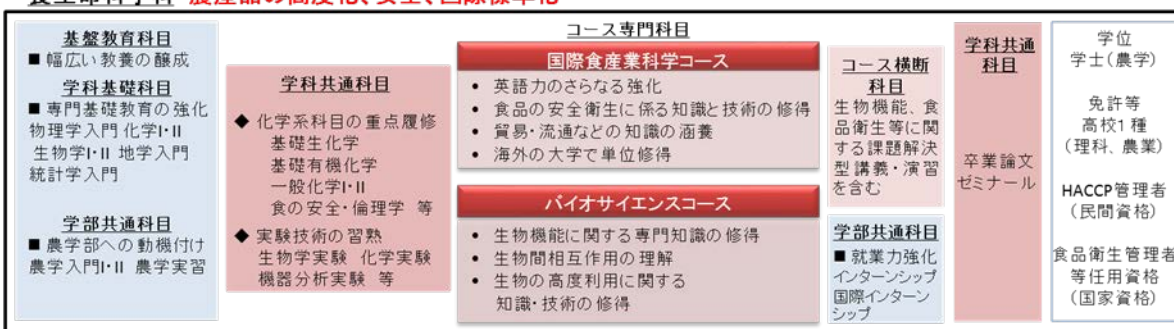 農産品の高度化、安全、国際標準化
基盤教育科目
■ 幅広い教養の醸成
学科基礎科目
■ 専門基礎教育の強化
物理学入門 化学I・II
生物学I・II 地学入門
統計学入門
学部共通科目
■ 農学部への動機付け
農学入門I・II 農学実習
学科共通科目
◆ 化学系科目の重点履修
基礎生化学
基礎有機化学
一般化学I・II
食の安全・倫理学 等
◆ 実験技術の習熟
生物学実験 化学実験
機器分析実験 等
コース専門科目
国際食産業科学コース
• 英語力のさらなる強化
• 食品の安全衛生に係る知識と技術の修得
• 貿易・流通などの知識の涵養
• 海外の大学で単位修得
バイオサイエンスコース
• 生物機能に関する専門知識の修得
• 生物間相互作用の理解
• 生物の高度利用に関する
知識・技術の修得
コース横断
科目
生物機能、食
品衛生等に関
する課題解決
型講義・演習
を含む
学部共通科目
■ 就業力強化
インターンシップ
国際インターン
シップ
学科共通
科目
卒業論文
ゼミナール
学位
学士(農学)
免許等
高校1種
(理科、農業)
HACCP管理者
(民間資格)
食品衛生管理者
等任用資格
(国家資格)